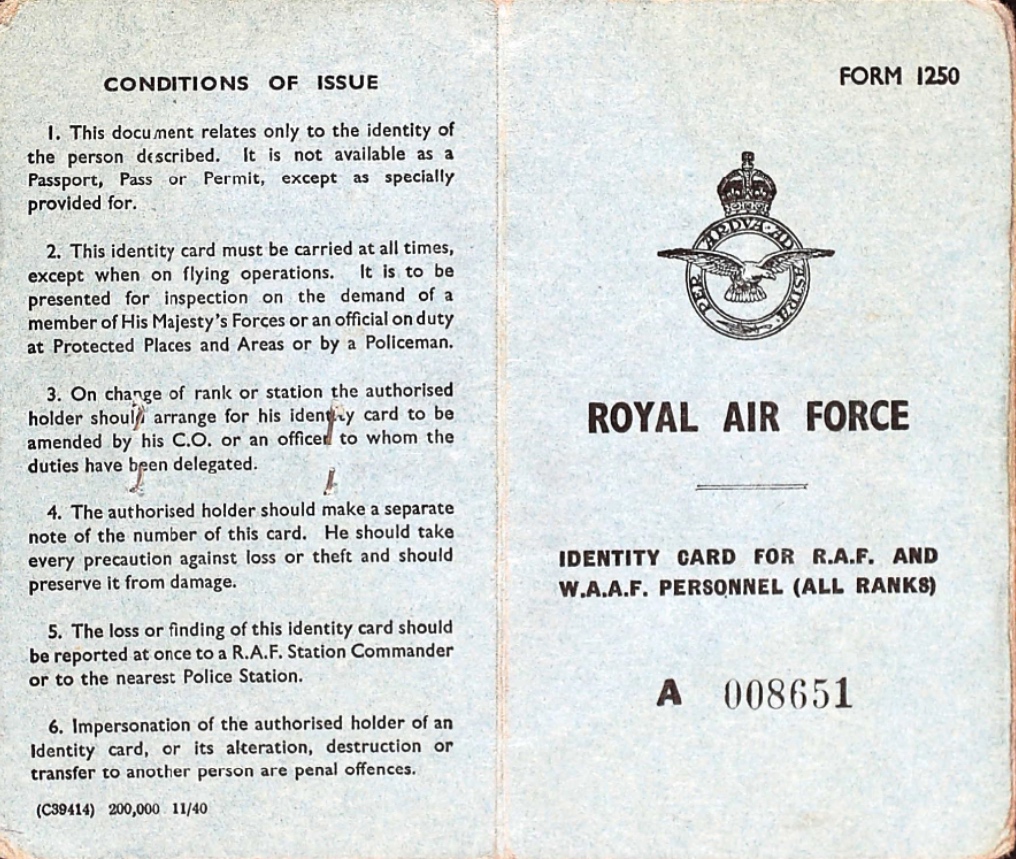 CONDITIONS OF ISSUE
1. This document relates only to the identity of
the person described. It is not available as a
Passport, Pass or Permit, except as specially
provided for.
2. This identity card must be carried at all times,
except when on flying operations. It is to be
presented for inspection on the demand of a
member of His Majesty's Forces or an official on duty
at Protected Places and Areas or by a Policeman.
3. On change of rank or station the authorised
holder should arrange for his identity card to be
amended by his C.O. or an officer to whom the
duties have been delegated.
4. The authorised holder should make a separate
note of the number of this card. He should take
every precaution against loss or theft and should
preserve it from damage.
5. The loss or finding of this identity card should
be reported at once to a R.A.F. Station Commander
or to the nearest Police Station.
6. Impersonation of the authorised holder of an
Identity card, or its alteration, destruction or
transfer to another person are penal offences.
(C39414) 200,000 11/40
FORM 1250
PER ARDVA AD ASTRA
ROYAL AIR FORCE
IDENTITY CARD FOR R.A.F. AND
W.A.A.F. PERSONNEL (ALL RANKS)
A 008651